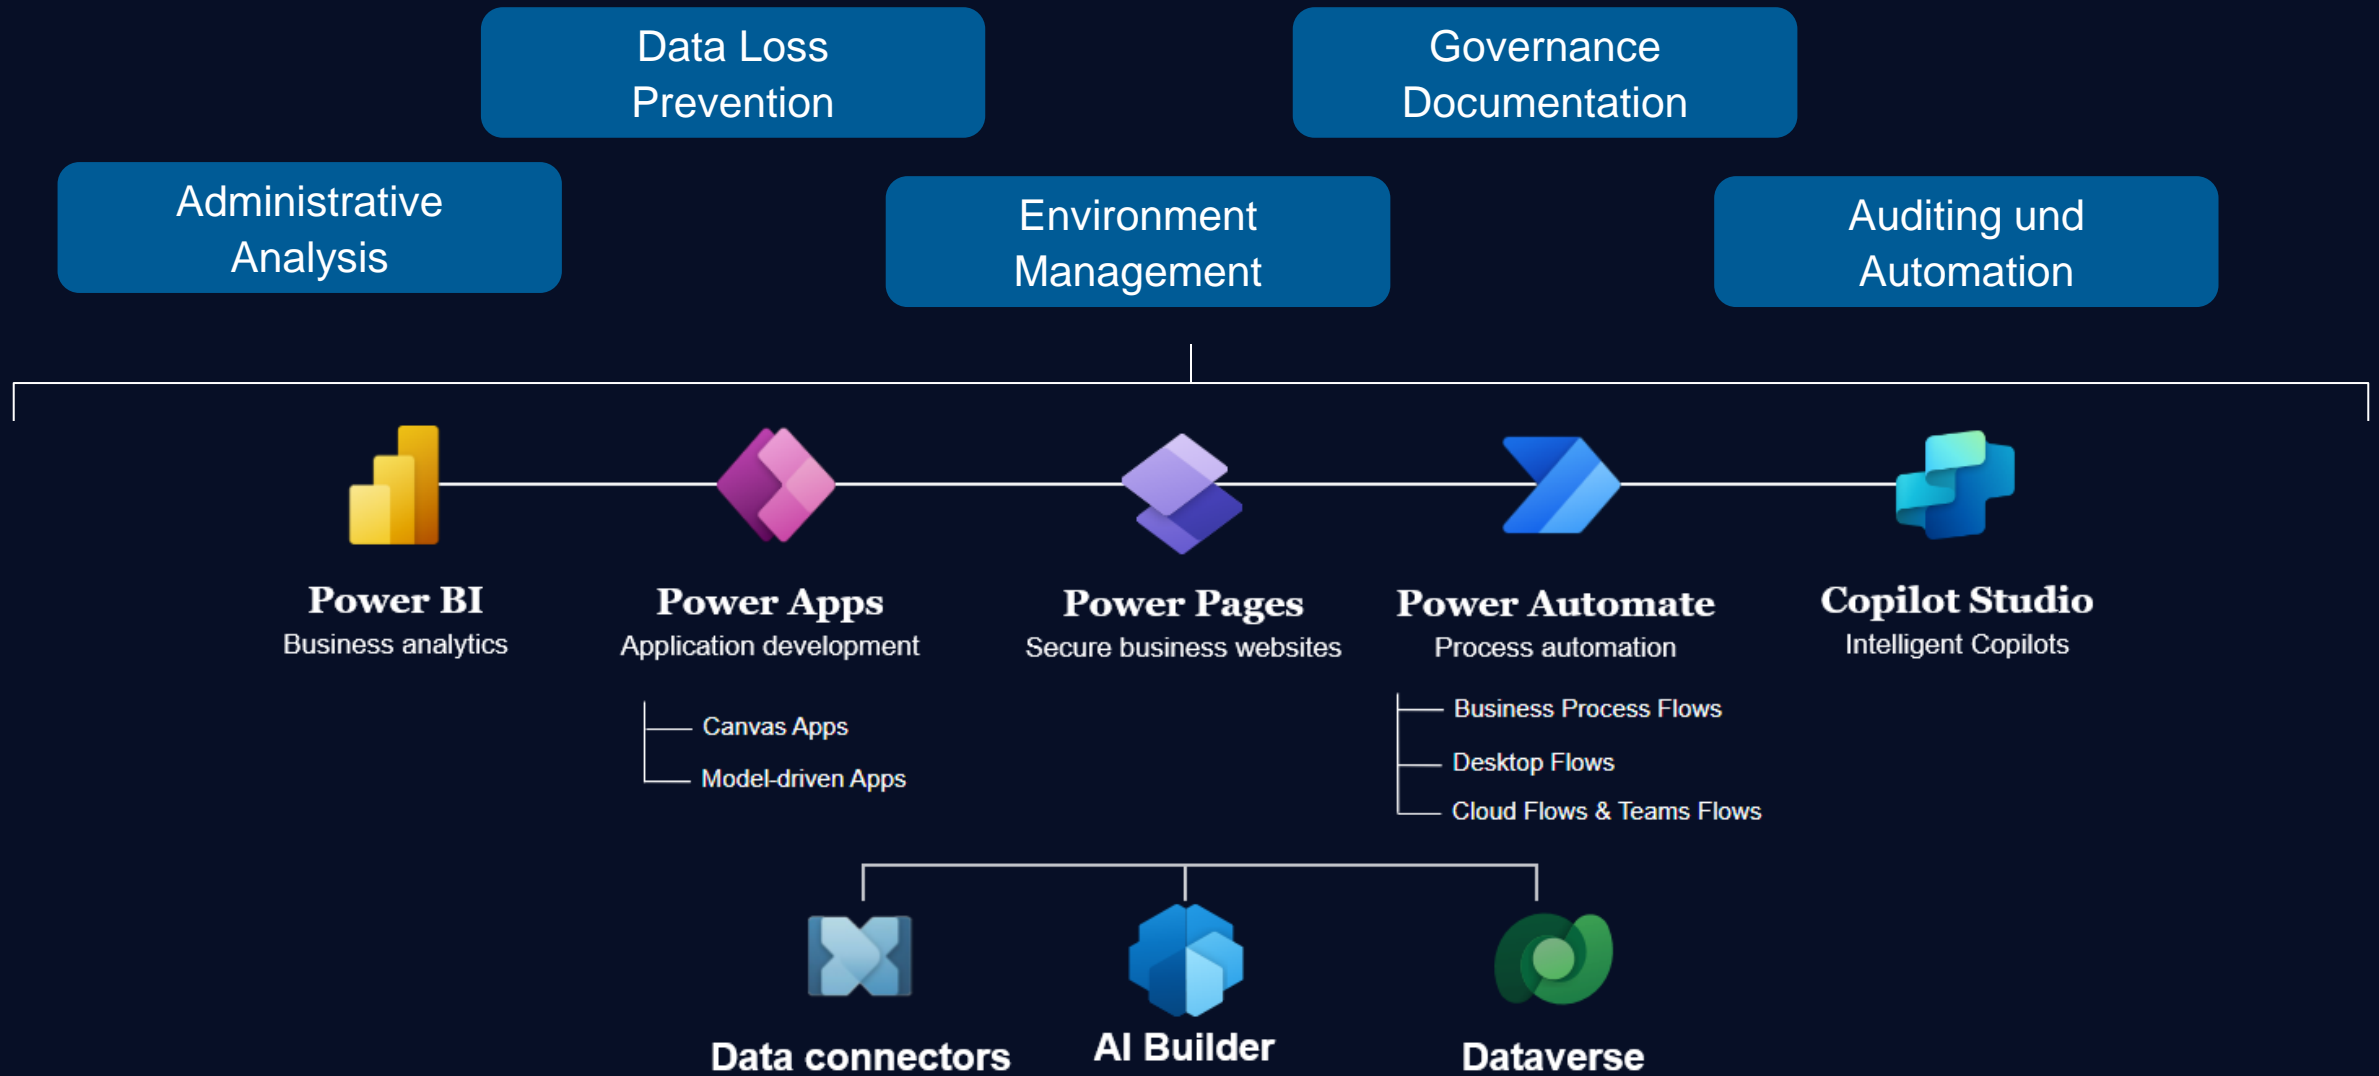 Data Loss
Prevention
Governance
Documentation
Administrative
Analysis
Environment
Management
Auditing und
Automation
Power BI
Business analytics
Power Apps
Application development
Canvas Apps
Model-driven Apps
Power Pages
Secure business websites
Power Automate
Process automation
Business Process Flows
Desktop Flows
Cloud Flows & Teams Flows
Copilot Studio
Intelligent Copilots
Data connectors
AI Builder
Dataverse